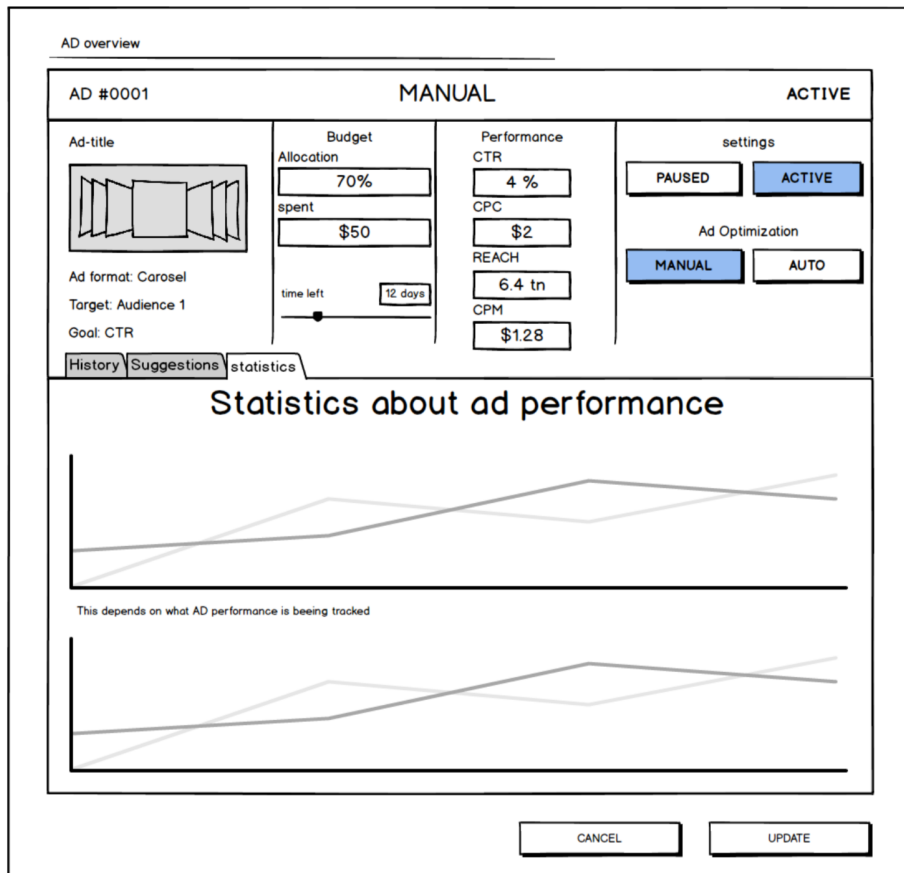 AD overview
AD #0001
MANUAL
ACTIVE
Ad-title
Ad format: Carosel
Target: Audience 1
Goal: CTR
Budget
Allocation
70%
spent
$50
time left
12 days
Performance
CTR
4 %
CPC
$2
REACH
6.4 tn
CPM
$1.28
settings
PAUSED
ACTIVE
Ad Optimization
MANUAL
AUTO
History
Suggestions
statistics
Statistics about ad performance
This depends on what AD performance is beeing tracked
CANCEL
UPDATE